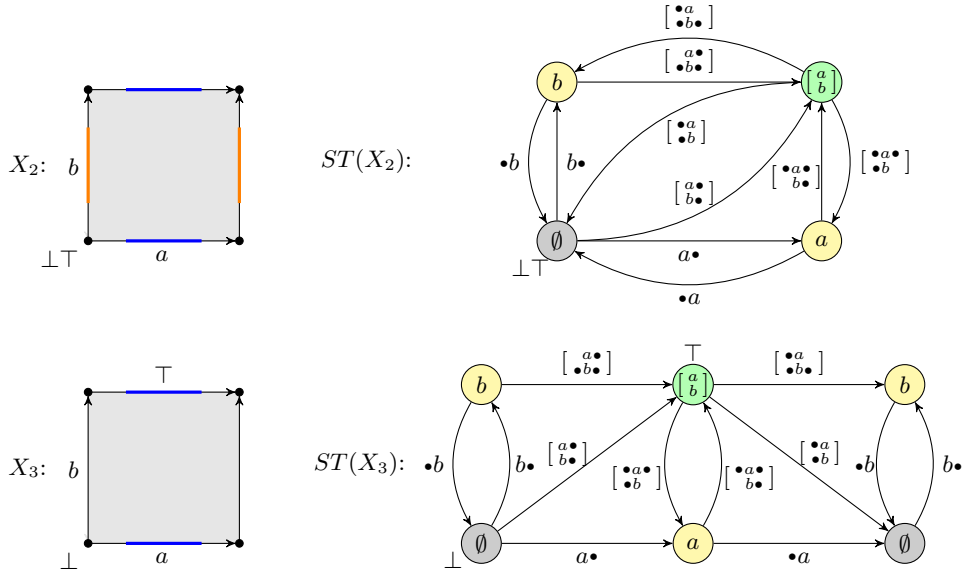 [ •a •b• ]
b
[ a• •b• ]
[ a b ]
X₂: b
ST(X₂):
•b
b•
[ •a •b ]
[ a• b• ]
[ •a• b• ]
[ •a• •b ]
⊥⊤
a
∅
⊥⊤
a•
a
•a
⊤
⊤
b
[ a• •b• ]
[ a b ]
[ •a •b• ]
b
X₃: b
ST(X₃):
•b
b•
[ a• b• ]
[ •a• •b ]
[ •a• b• ]
[ •a •b ]
•b
b•
⊥
a
⊥
∅
a•
a
•a
∅